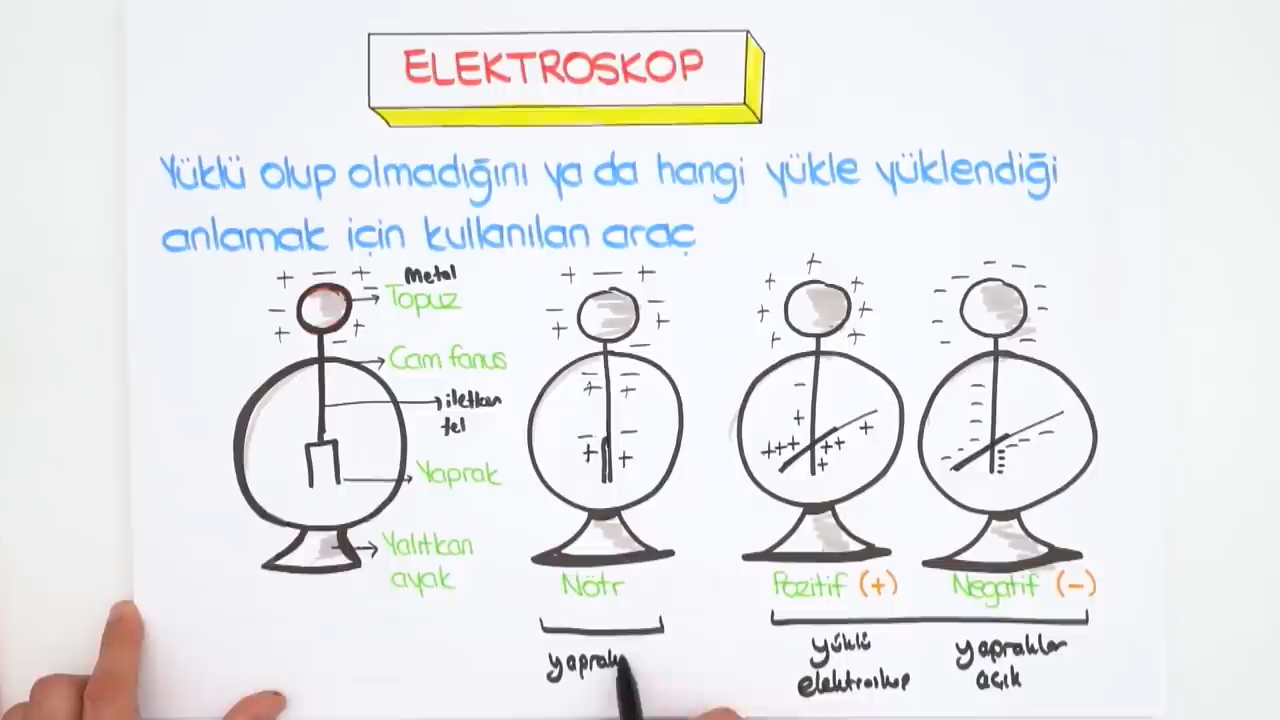 ELEKTROSKOP
Yüklü olup olmadığını ya da hangi yükle yüklendiği
anlamak için kullanılan araç
Metal
Topuz
Cam fanus
iletken
tel
Yaprak
Yalıtkan
ayak
Nötr
Pozitif (+)
Negatif (-)
yaprak
yüklü
elektroskop
yapraklar
açık